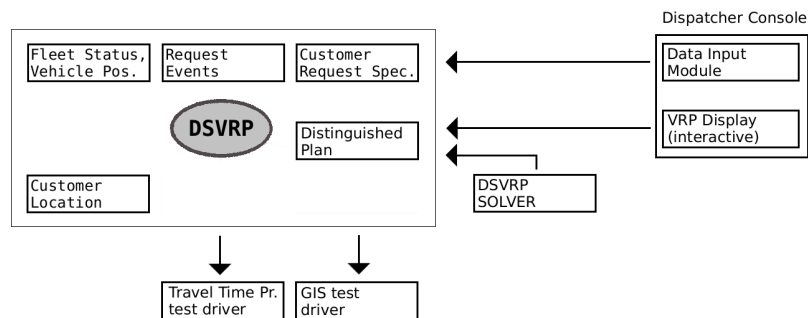 Dispatcher Console
Fleet Status,
Vehicle Pos.
Request
Events
Customer
Request Spec.
Data Input
Module
DSVRP
Distinguished
Plan
VRP Display
(interactive)
Customer
Location
DSVRP
SOLVER
Travel Time Pr.
test driver
GIS test
driver